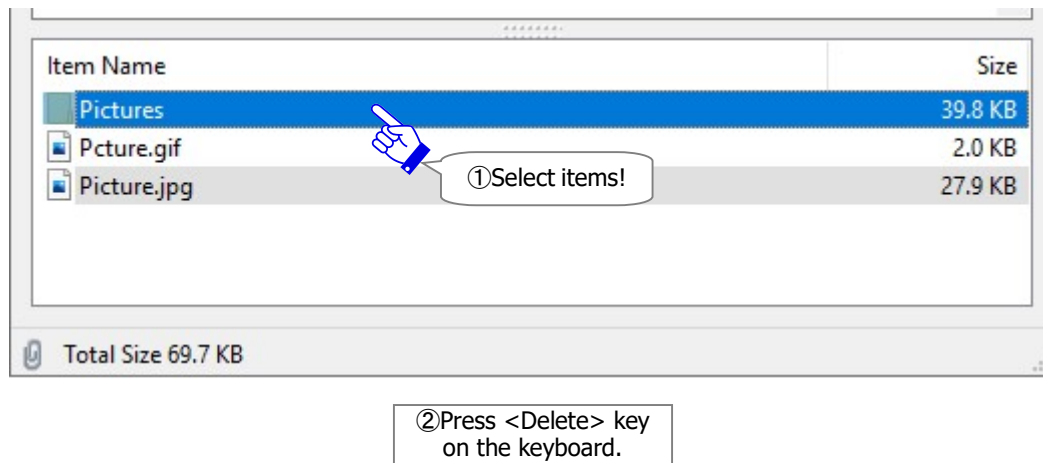 Item Name Size
Pictures 39.8 KB
Pcture.gif 2.0 KB
①Select items!
Picture.jpg 27.9 KB
Total Size 69.7 KB
②Press <Delete> key
on the keyboard.